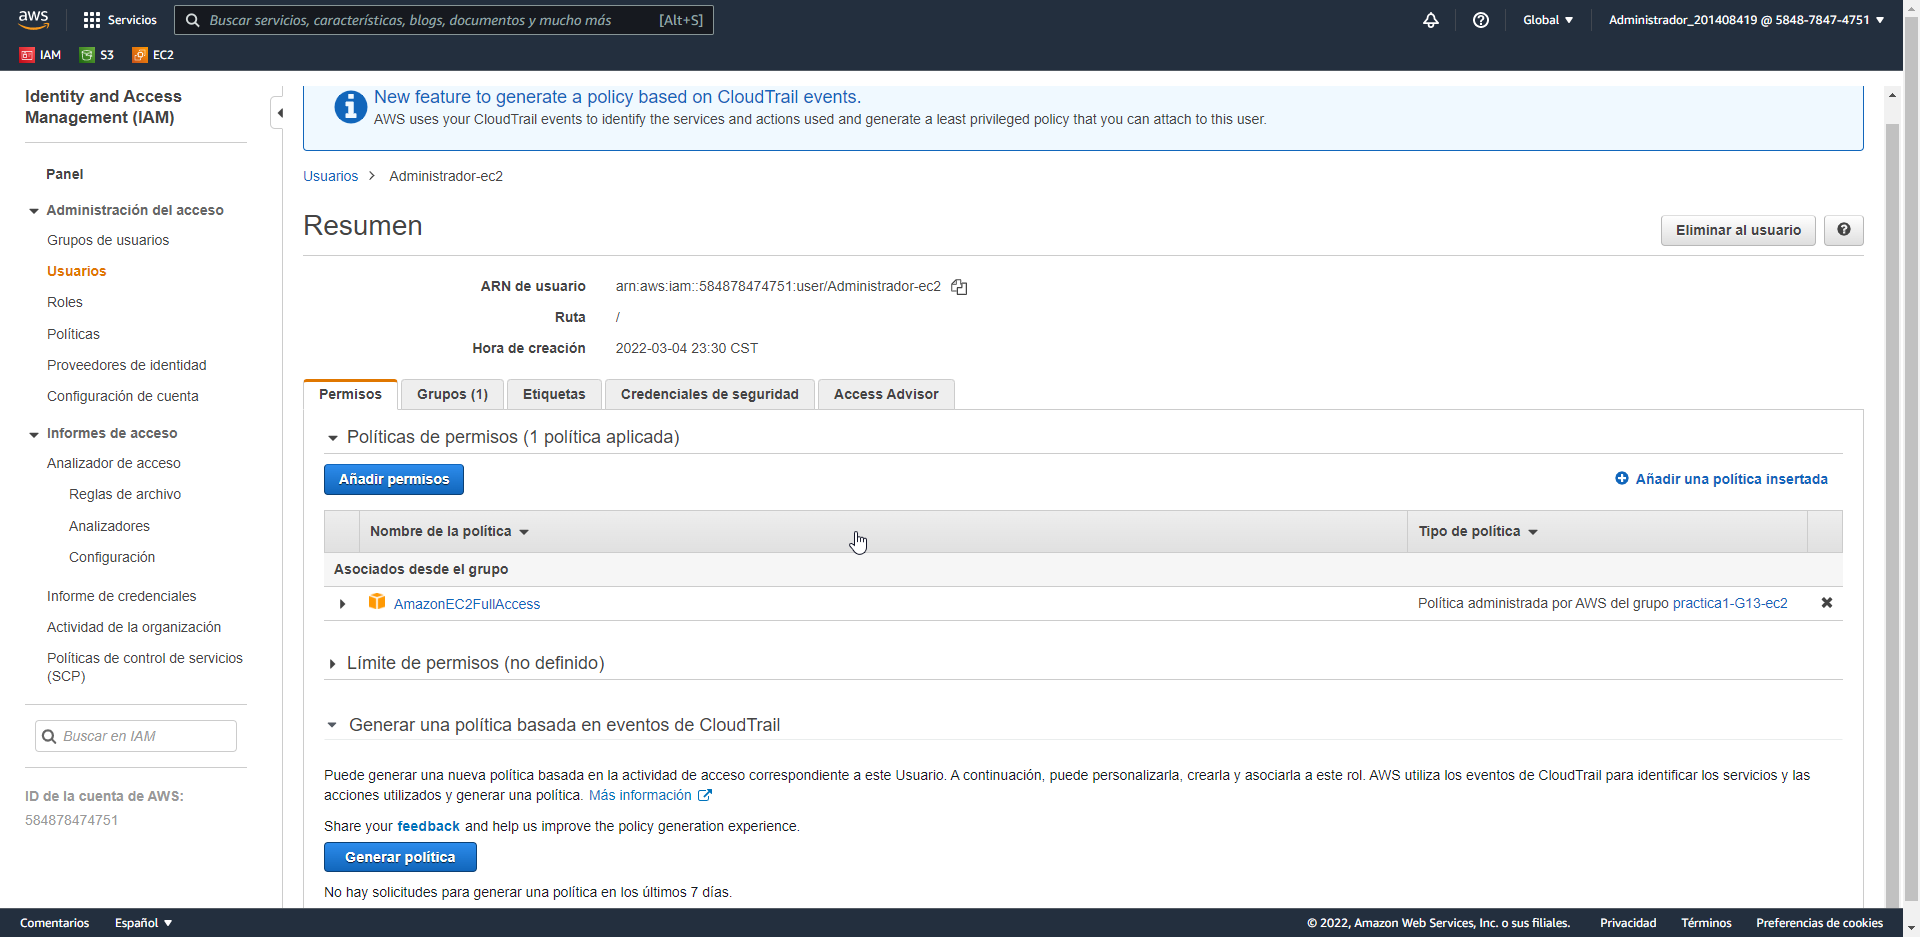 aws
Servicios
Buscar servicios, características, blogs, documentos y mucho más [Alt+S]
Global
Administrador_201408419 @ 5848-7847-4751
IAM
S3
EC2
Identity and Access
Management (IAM)
Panel
Administración del acceso
Grupos de usuarios
Usuarios
Roles
Políticas
Proveedores de identidad
Configuración de cuenta
Informes de acceso
Analizador de acceso
Reglas de archivo
Analizadores
Configuración
Informe de credenciales
Actividad de la organización
Políticas de control de servicios
(SCP)
Buscar en IAM
ID de la cuenta de AWS:
584878474751
New feature to generate a policy based on CloudTrail events.
AWS uses your CloudTrail events to identify the services and actions used and generate a least privileged policy that you can attach to this user.
Usuarios > Administrador-ec2
Resumen
Eliminar al usuario
ARN de usuario arn:aws:iam::584878474751:user/Administrador-ec2
Ruta /
Hora de creación 2022-03-04 23:30 CST
Permisos
Grupos (1)
Etiquetas
Credenciales de seguridad
Access Advisor
Políticas de permisos (1 política aplicada)
Añadir permisos
Añadir una política insertada
Nombre de la política
Tipo de política
Asociados desde el grupo
AmazonEC2FullAccess
Política administrada por AWS del grupo practica1-G13-ec2
Límite de permisos (no definido)
Generar una política basada en eventos de CloudTrail
Puede generar una nueva política basada en la actividad de acceso correspondiente a este Usuario. A continuación, puede personalizarla, crearla y asociarla a este rol. AWS utiliza los eventos de CloudTrail para identificar los servicios y las
acciones utilizados y generar una política. Más información
Share your feedback and help us improve the policy generation experience.
Generar política
No hay solicitudes para generar una política en los últimos 7 días.
Comentarios
Español
© 2022, Amazon Web Services, Inc. o sus filiales.
Privacidad
Términos
Preferencias de cookies